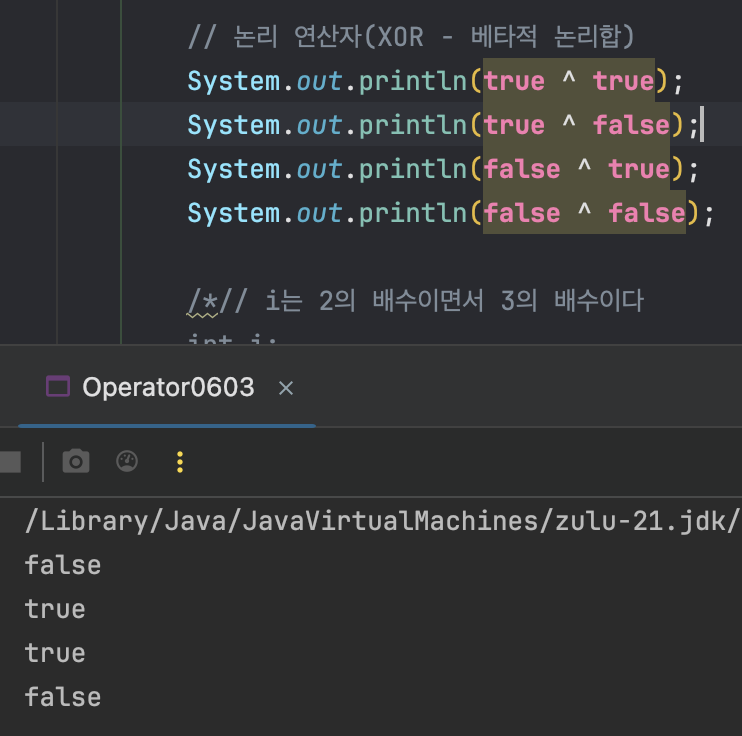 // 논리 연산자(XOR - 베타적 논리합)
System.out.println(true ^ true);
System.out.println(true ^ false);
System.out.println(false ^ true);
System.out.println(false ^ false);
/*// i는 2의 배수이면서 3의 배수이다
int i;
Operator0603
/Library/Java/JavaVirtualMachines/zulu-21.jdk/
false
true
true
false